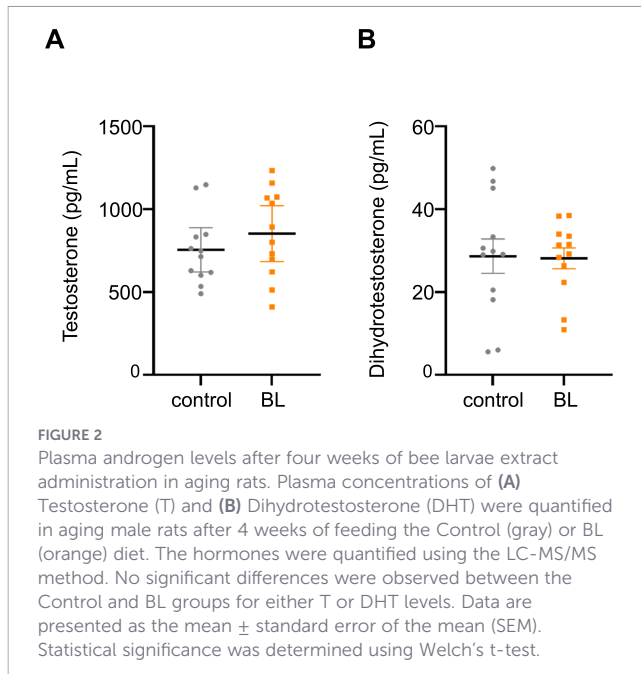 A
B
Testosterone (pg/mL)
1500
1000
500
0
control BL
Dihydrotestosterone (pg/mL)
60
40
20
0
control BL
FIGURE 2
Plasma androgen levels after four weeks of bee larvae extract
administration in aging rats. Plasma concentrations of (A)
Testosterone (T) and (B) Dihydrotestosterone (DHT) were quantified
in aging male rats after 4 weeks of feeding the Control (gray) or BL
(orange) diet. The hormones were quantified using the LC-MS/MS
method. No significant differences were observed between the
Control and BL groups for either T or DHT levels. Data are
presented as the mean ± standard error of the mean (SEM).
Statistical significance was determined using Welch's t-test.